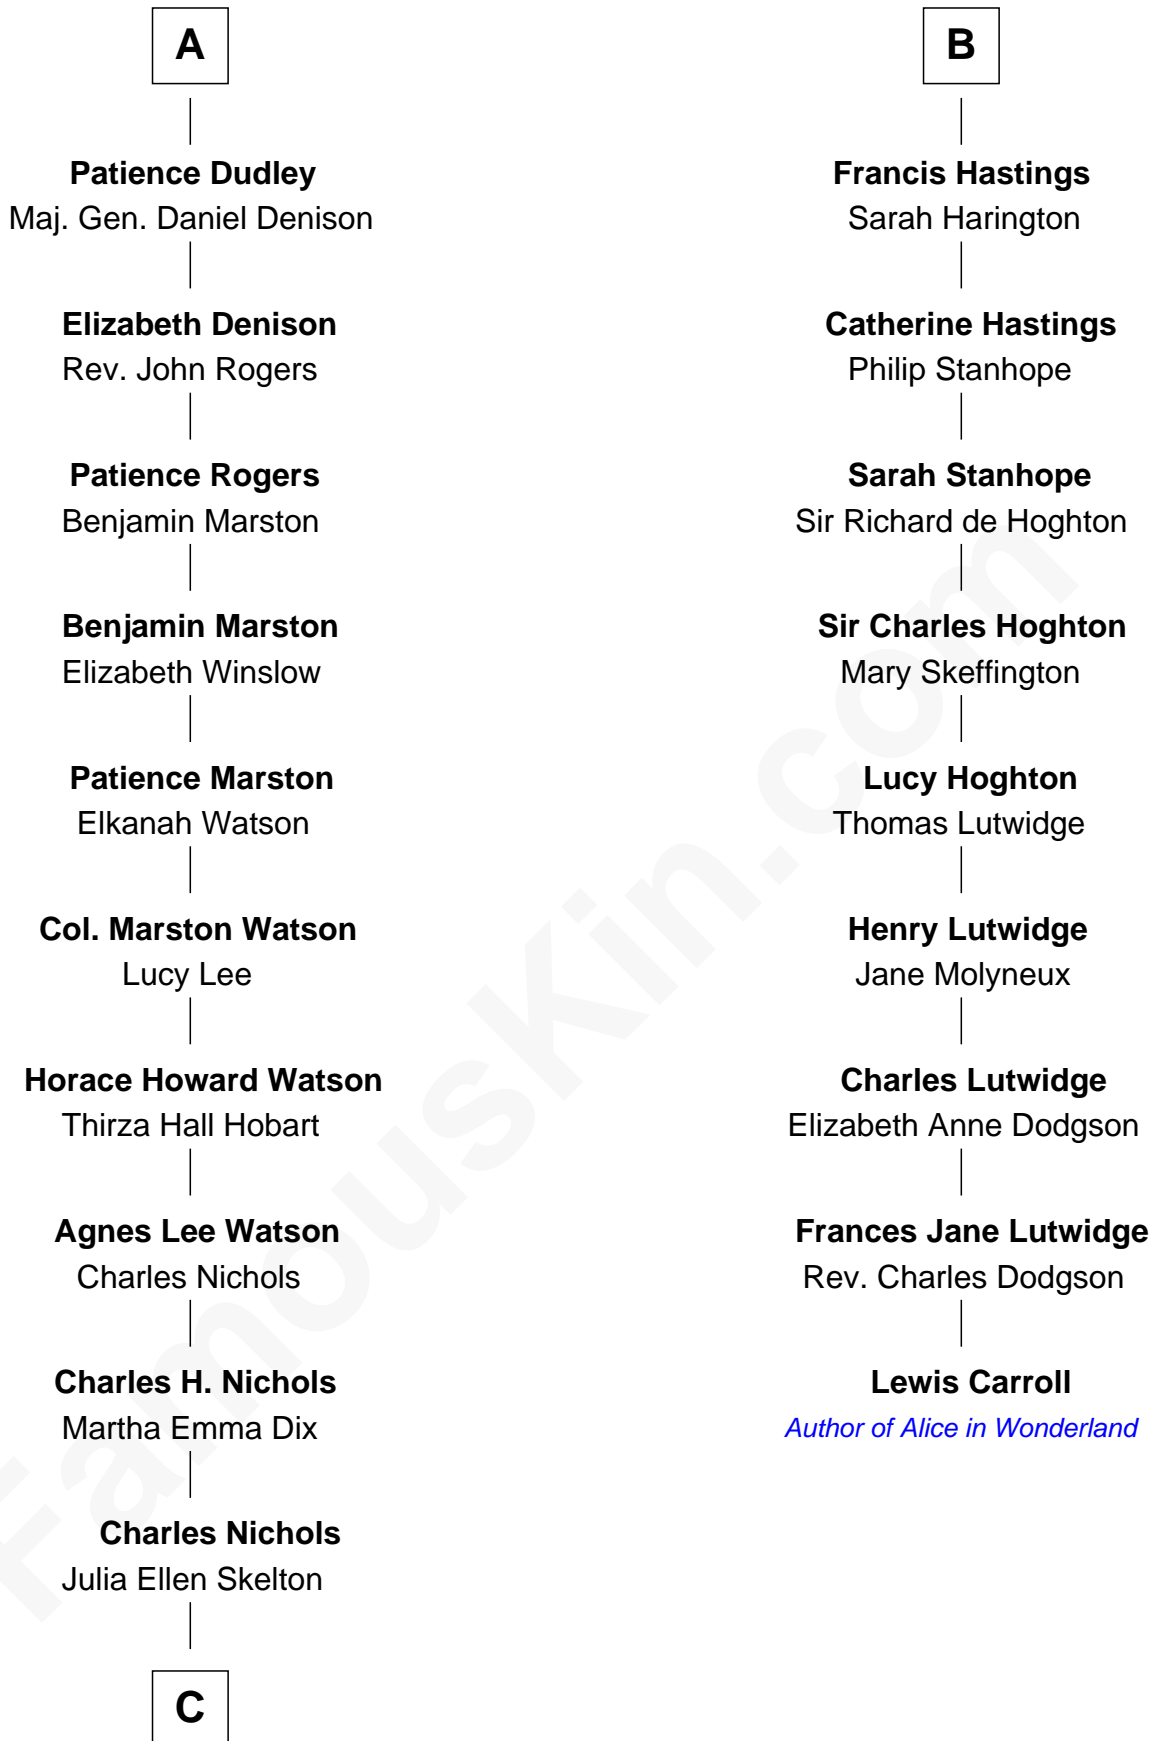 A
Patience Dudley
Maj. Gen. Daniel Denison
Elizabeth Denison
Rev. John Rogers
Patience Rogers
Benjamin Marston
Benjamin Marston
Elizabeth Winslow
Patience Marston
Elkanah Watson
Col. Marston Watson
Lucy Lee
Horace Howard Watson
Thirza Hall Hobart
Agnes Lee Watson
Charles Nichols
Charles H. Nichols
Martha Emma Dix
Charles Nichols
Julia Ellen Skelton
C
B
Francis Hastings
Sarah Harington
Catherine Hastings
Philip Stanhope
Sarah Stanhope
Sir Richard de Hoghton
Sir Charles Hoghton
Mary Skeffington
Lucy Hoghton
Thomas Lutwidge
Henry Lutwidge
Jane Molyneux
Charles Lutwidge
Elizabeth Anne Dodgson
Frances Jane Lutwidge
Rev. Charles Dodgson
Lewis Carroll
Author of Alice in Wonderland
FamousKin.com